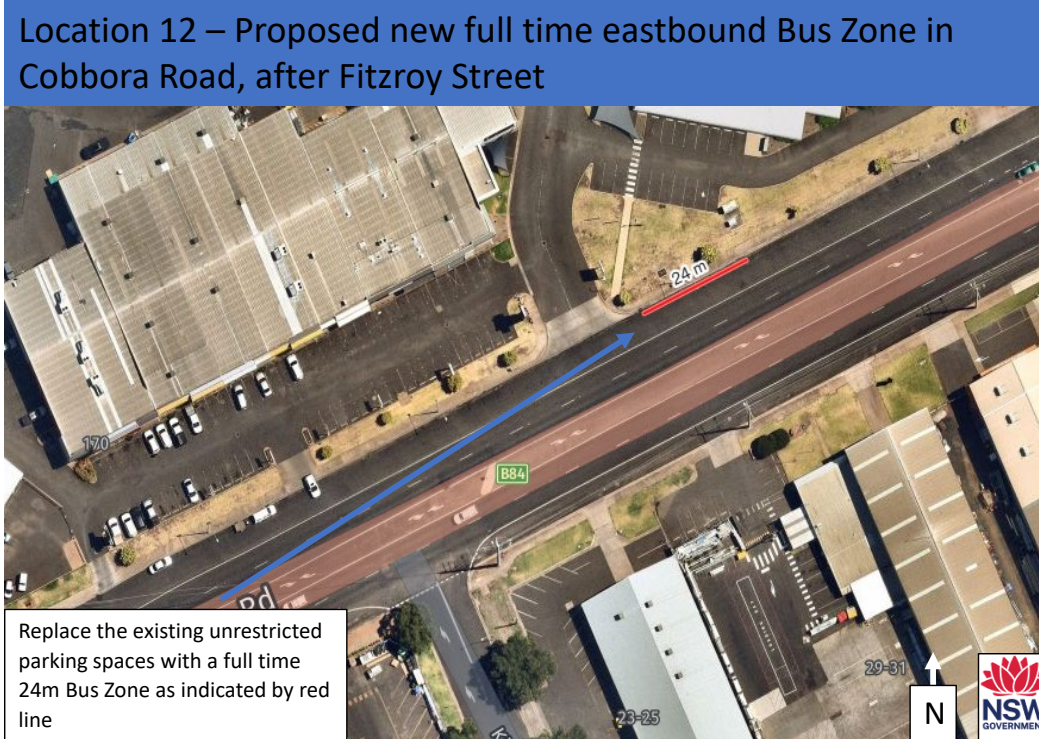 Location 12 – Proposed new full time eastbound Bus Zone in
Cobbora Road, after Fitzroy Street
24 m
170
B84
Rd
Replace the existing unrestricted
parking spaces with a full time
24m Bus Zone as indicated by red
line
29-31
23-25
N
NSW
GOVERNMENT